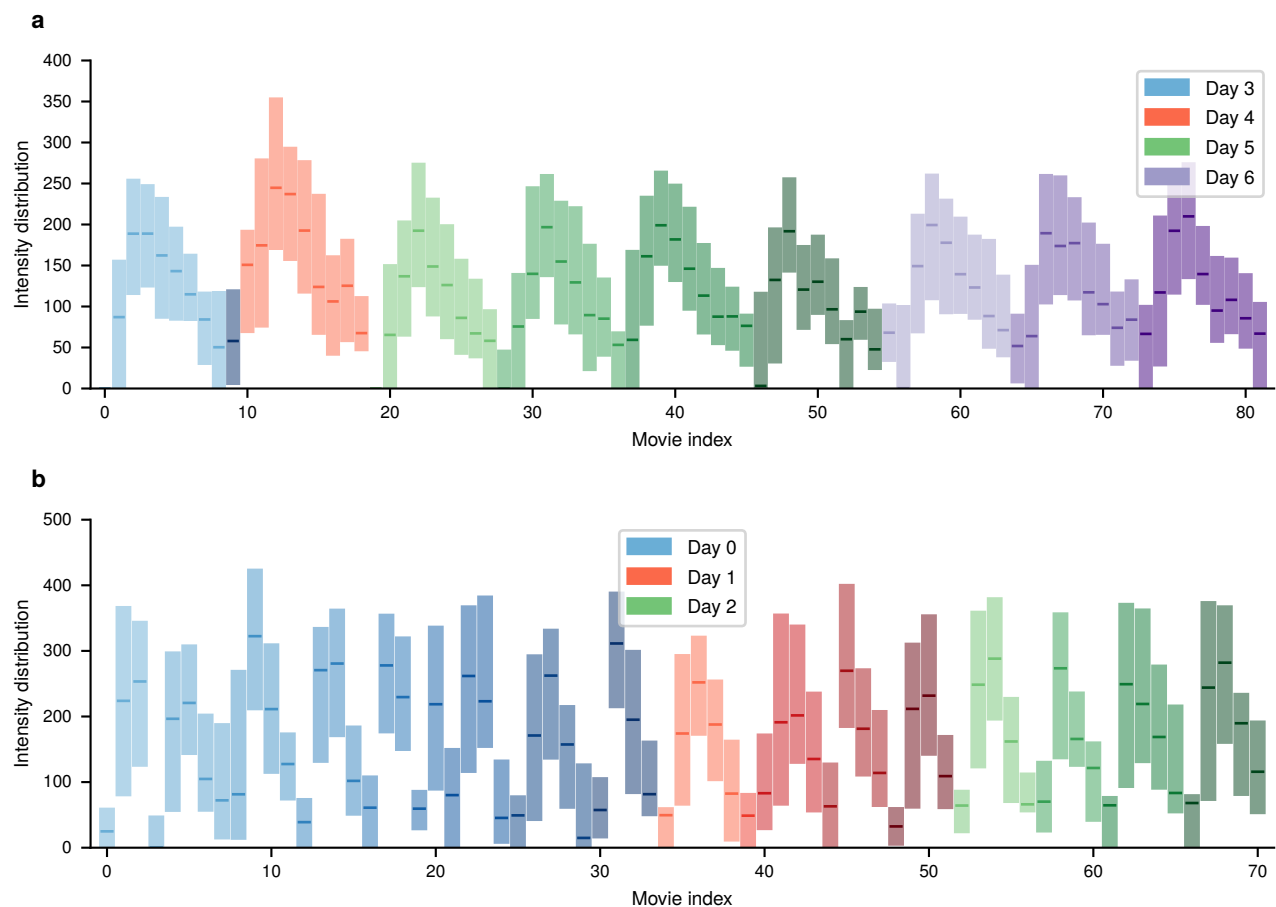 a
400
350
300
250
200
150
100
50
0
Intensity distribution
Day 3
Day 4
Day 5
Day 6
0 10 20 30 40 50 60 70 80
Movie index
b
500
400
300
200
100
0
Intensity distribution
Day 0
Day 1
Day 2
0 10 20 30 40 50 60 70
Movie index